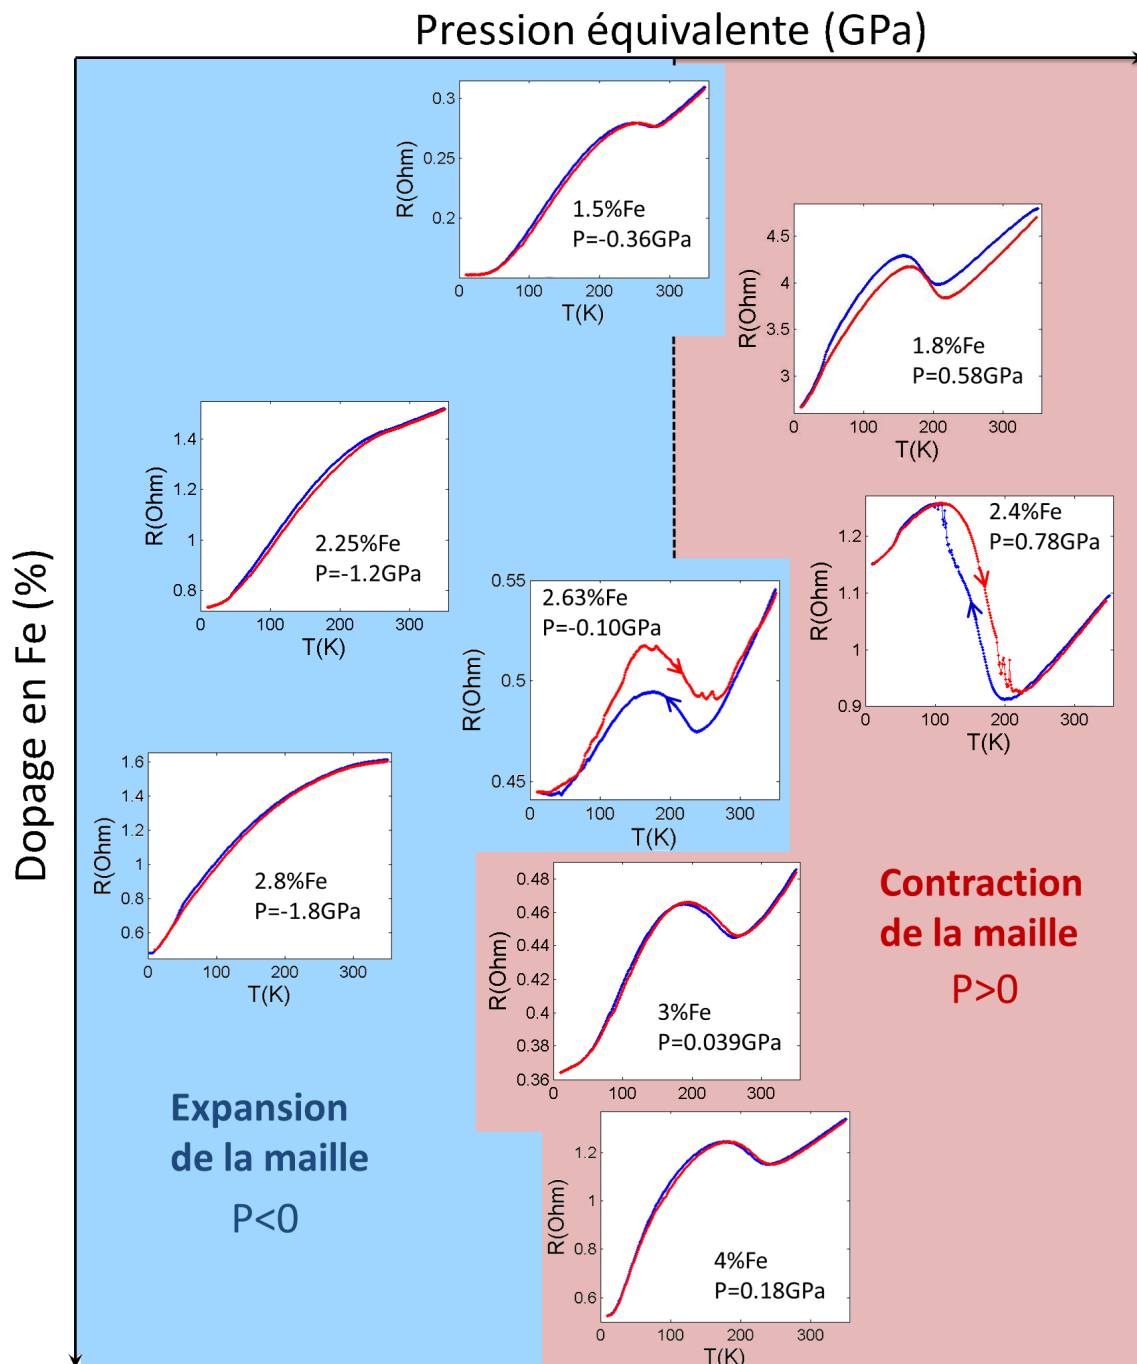 Pression équivalente (GPa)
Dopage en Fe (%)
0.3
0.25
0.2
R(Ohm)
1.5%Fe
P=-0.36GPa
0 100 200 300
T(K)
4.5
4
3.5
3
R(Ohm)
1.8%Fe
P=0.58GPa
0 100 200 300
T(K)
1.4
1.2
1
0.8
R(Ohm)
2.25%Fe
P=-1.2GPa
0 100 200 300
T(K)
1.2
1.1
1
0.9
R(Ohm)
2.4%Fe
P=0.78GPa
0 100 200 300
T(K)
0.55
0.5
0.45
R(Ohm)
2.63%Fe
P=-0.10GPa
0 100 200 300
T(K)
1.6
1.4
1.2
1
0.8
0.6
R(Ohm)
2.8%Fe
P=-1.8GPa
0 100 200 300
T(K)
0.48
0.46
0.44
0.42
0.4
0.38
0.36
R(Ohm)
3%Fe
P=0.039GPa
0 100 200 300
T(K)
Contraction
de la maille
P>0
Expansion
de la maille
P<0
1.2
1
0.8
0.6
R(Ohm)
4%Fe
P=0.18GPa
0 100 200 300
T(K)